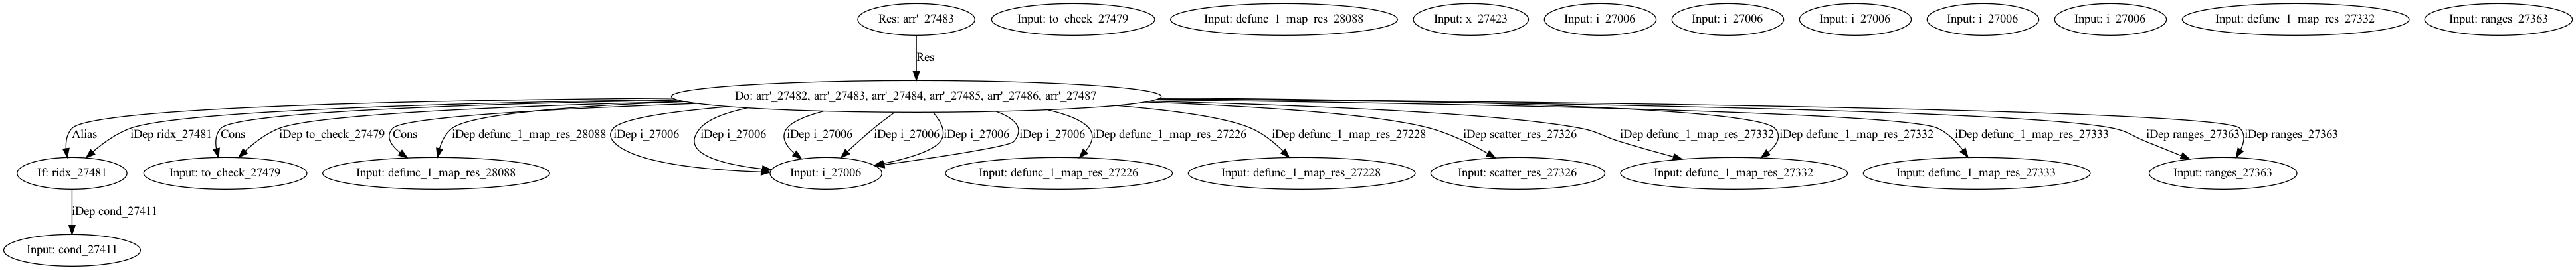 Res: arr'_27483
Input: to_check_27479
Input: defunc_1_map_res_28088
Input: x_27423
Input: i_27006
Input: i_27006
Input: i_27006
Input: i_27006
Input: i_27006
Input: defunc_1_map_res_27332
Input: ranges_27363
Res
Do: arr'_27482, arr'_27483, arr'_27484, arr'_27485, arr'_27486, arr'_27487
Alias
iDep ridx_27481
Cons
iDep to_check_27479
Cons
iDep defunc_1_map_res_28088
iDep i_27006
iDep i_27006
iDep i_27006
iDep i_27006
iDep i_27006
iDep i_27006
iDep defunc_1_map_res_27226
iDep defunc_1_map_res_27228
iDep scatter_res_27326
iDep defunc_1_map_res_27332
iDep defunc_1_map_res_27332
iDep defunc_1_map_res_27333
iDep ranges_27363
iDep ranges_27363
If: ridx_27481
Input: to_check_27479
Input: defunc_1_map_res_28088
Input: i_27006
Input: defunc_1_map_res_27226
Input: defunc_1_map_res_27228
Input: scatter_res_27326
Input: defunc_1_map_res_27332
Input: defunc_1_map_res_27333
Input: ranges_27363
iDep cond_27411
Input: cond_27411